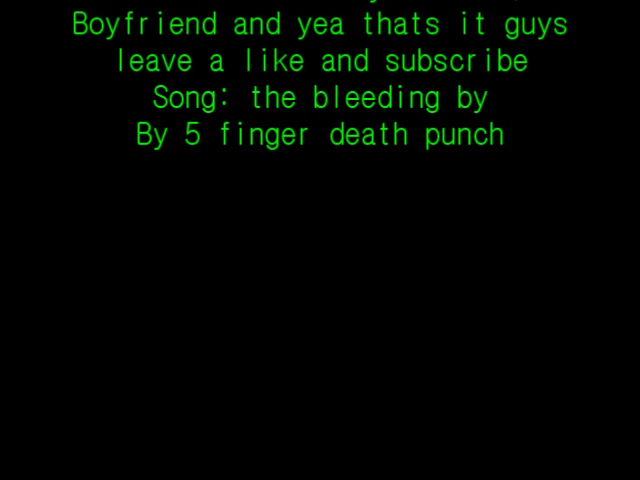 Boyfriend and yea thats it guys
leave a like and subscribe
Song: the bleeding by
By 5 finger death punch